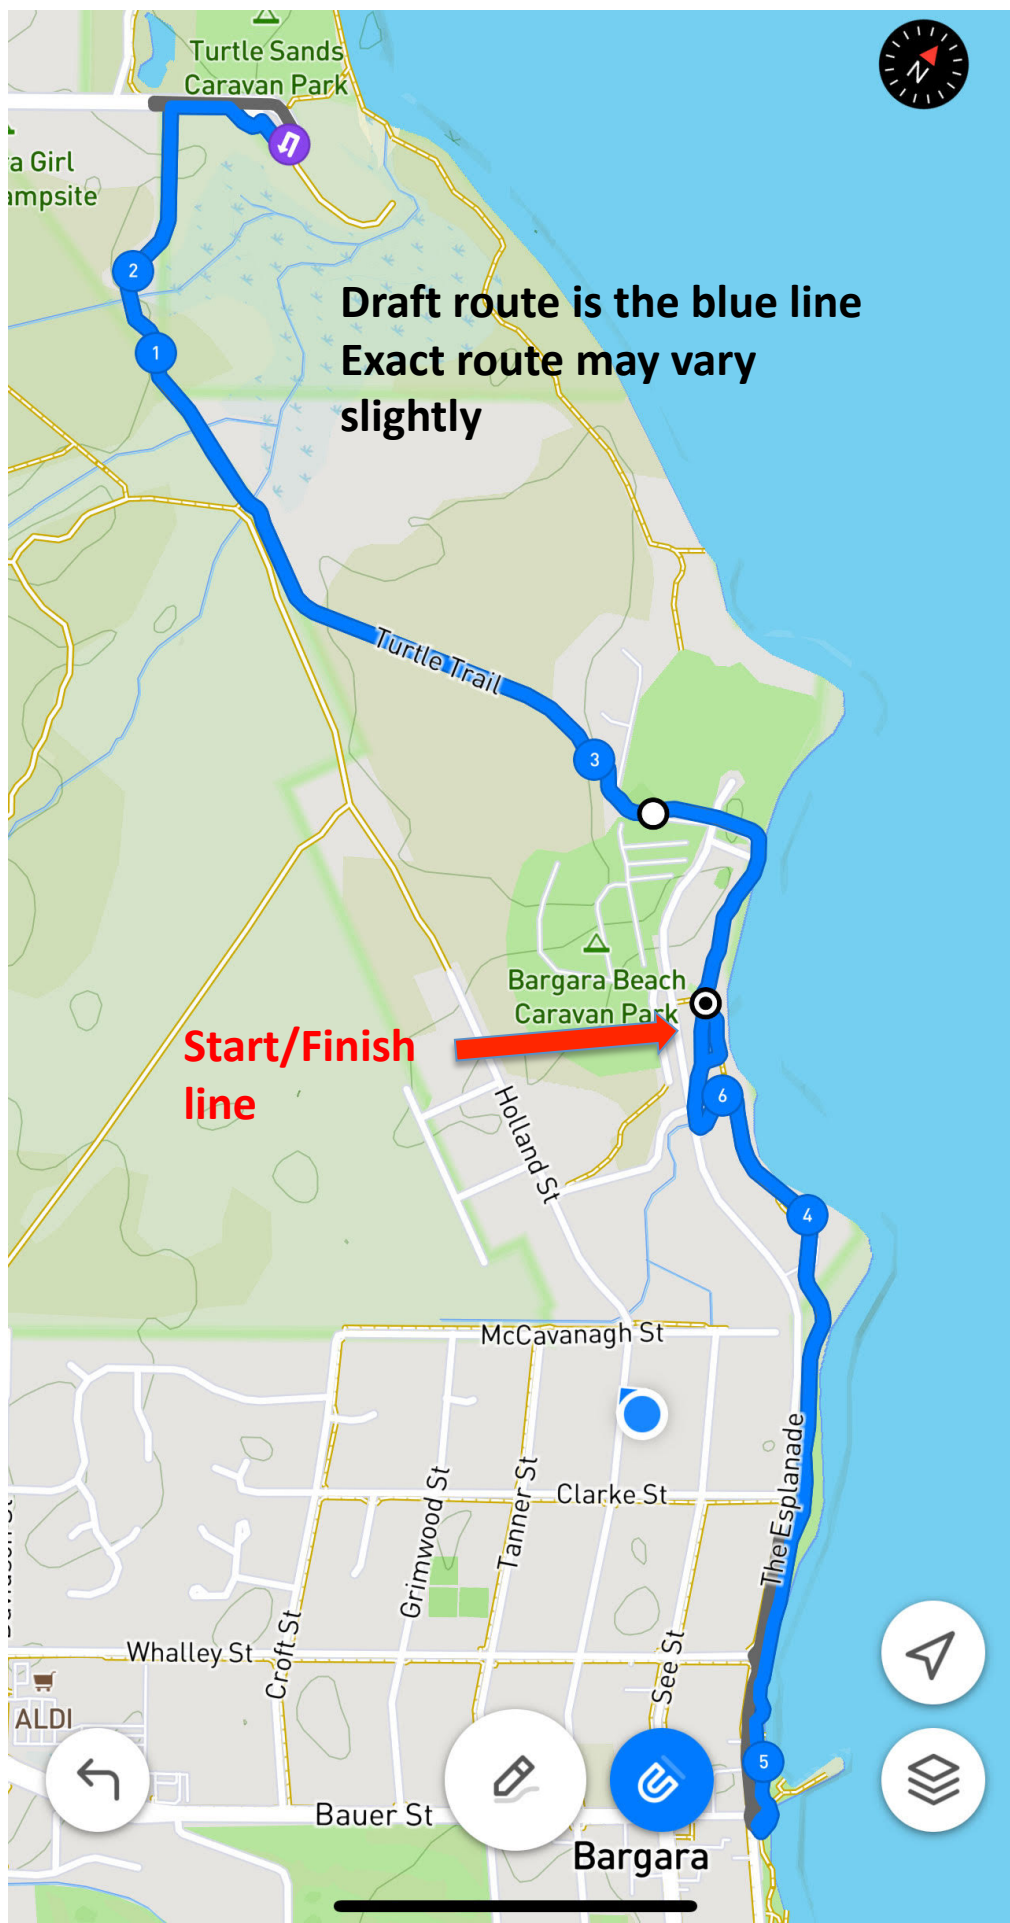 Turtle Sands
Caravan Park
N
a Girl
ampsite
2
1
Draft route is the blue line
Exact route may vary
slightly
Turtle Trail
3
Bargara Beach
Caravan Park
Start/Finish
line
6
Holland St
4
McCavanagh St
The Esplanade
Clarke St
Tanner St
Grimwood St
Croft St
See St
Whalley St
ALDI
5
Bauer St
Bargara